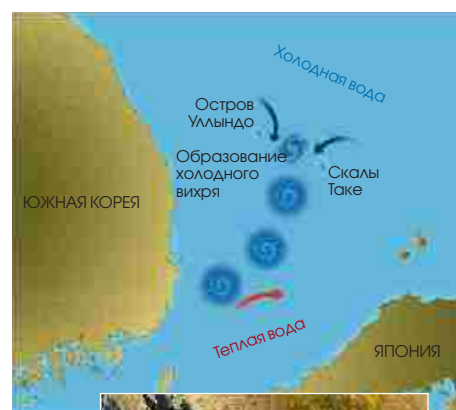 Холодная вода
Остров
Уллындо
Образование
холодного
вихря
Скалы
Таке
ЮЖНАЯ КОРЕЯ
Теплая вода
ЯПОНИЯ